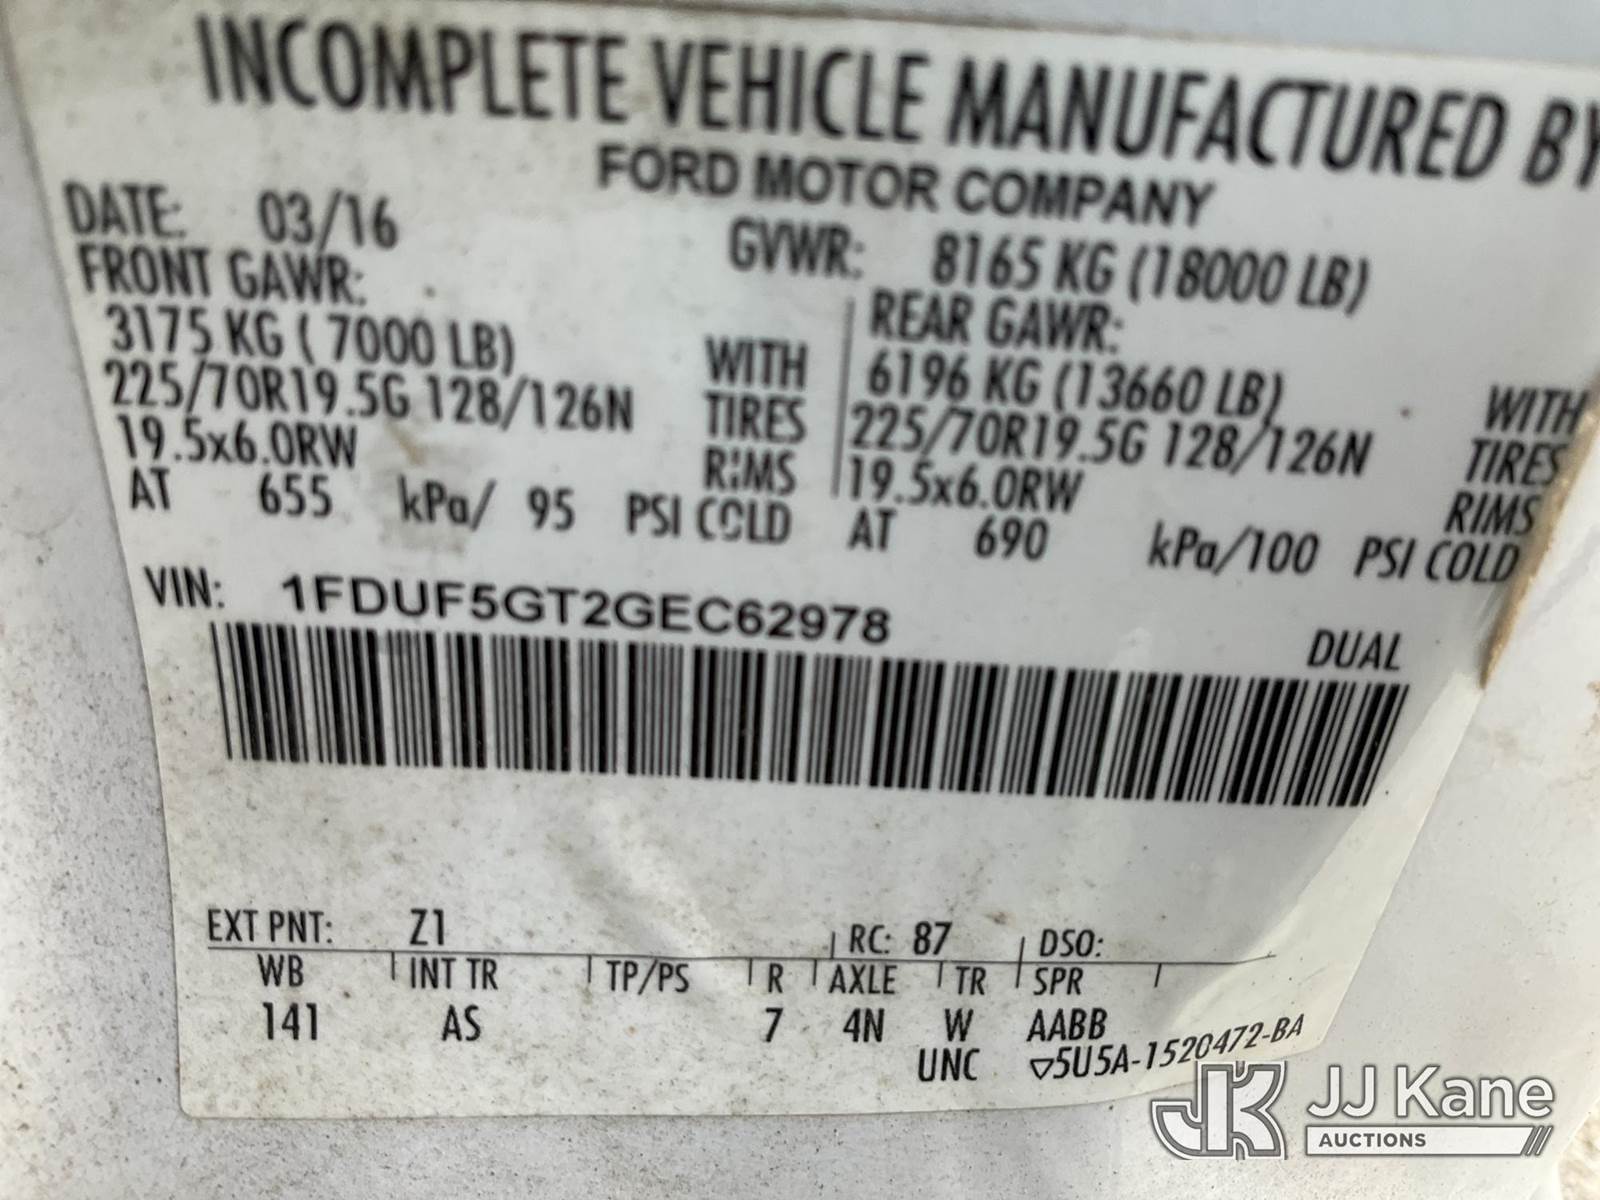 INCOMPLETE VEHICLE MANUFACTURED BY
FORD MOTOR COMPANY
DATE: 03/16
GVWR: 8165 KG (18000 LB)
FRONT GAWR:
3175 KG ( 7000 LB)
225/70R19.5G 128/126N
19.5x6.0RW
WITH
TIRES
RIMS
AT 655 kPa/ 95 PSI COLD
REAR GAWR:
6196 KG (13660 LB)
225/70R19.5G 128/126N
19.5x6.0RW
WITH
TIRES
RIMS
AT 690 kPa/100 PSI COLD
VIN: 1FDUF5GT2GEC62978
DUAL
EXT PNT: Z1 RC: 87 DSO:
WB INT TR TP/PS R AXLE TR SPR
141 AS 7 4N W AABB
UNC ▽5U5A-1520472-BA
JK JJ Kane
AUCTIONS